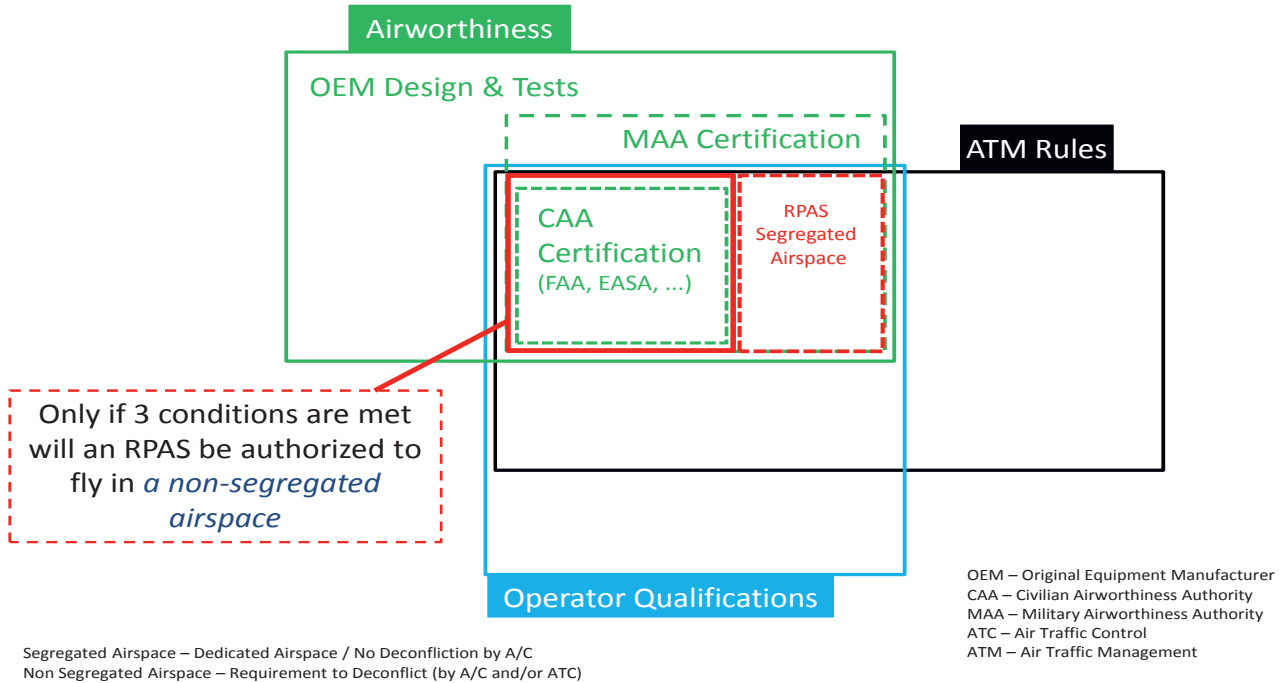 Airworthiness
OEM Design & Tests
MAA Certification
ATM Rules
CAA
Certification
(FAA, EASA, ...)
RPAS
Segregated
Airspace
Only if 3 conditions are met
will an RPAS be authorized to
fly in a non-segregated
airspace
Operator Qualifications
OEM – Original Equipment Manufacturer
CAA – Civilian Airworthiness Authority
MAA – Military Airworthiness Authority
ATC – Air Traffic Control
ATM – Air Traffic Management
Segregated Airspace – Dedicated Airspace / No Deconfliction by A/C
Non Segregated Airspace – Requirement to Deconflict (by A/C and/or ATC)